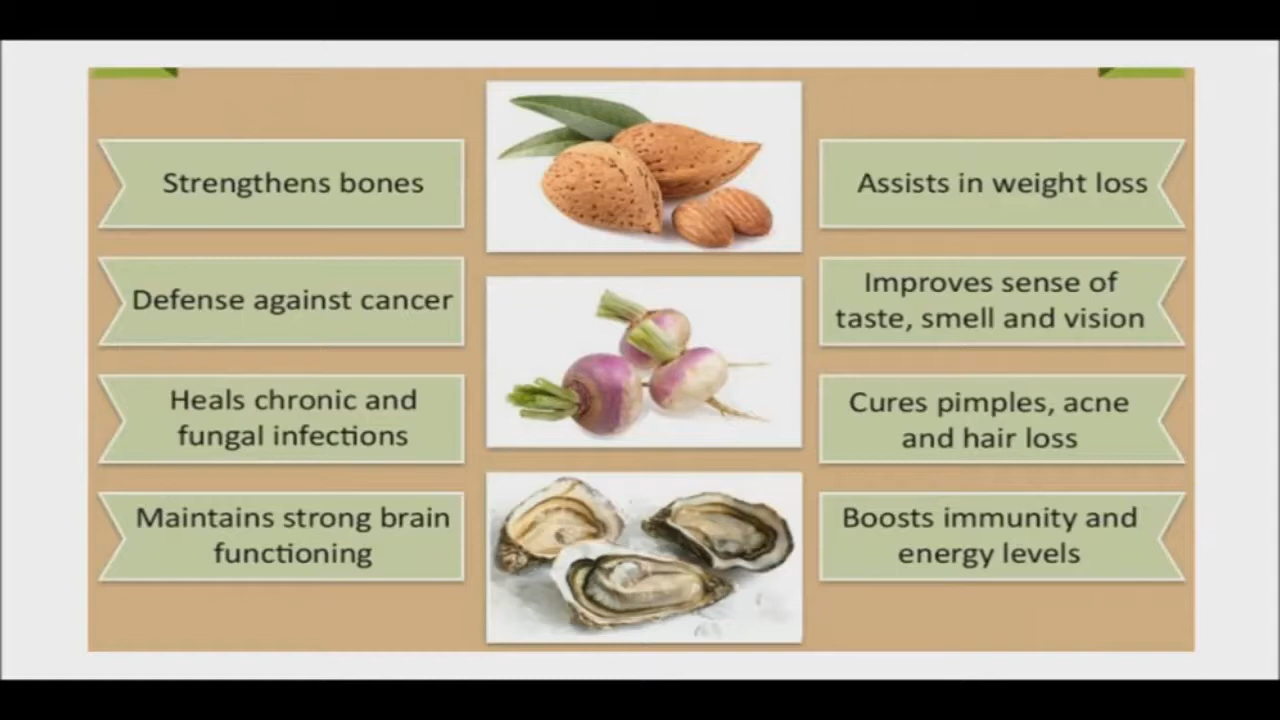 Strengthens bones
Defense against cancer
Heals chronic and
fungal infections
Maintains strong brain
functioning
Assists in weight loss
Improves sense of
taste, smell and vision
Cures pimples, acne
and hair loss
Boosts immunity and
energy levels